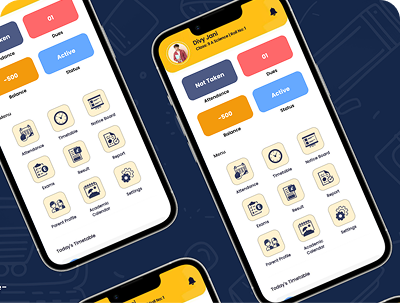 01
Dues
Active
Status
-500
Balance
Menu
Attendance
Timetable
Notice Board
Exams
Result
Report
Parent Profile
Academic
Calendar
Settings
Today's Timetable
Divy Jani
Class: 9 A Science | Roll No: 1
Not Taken
Attendance
01
Dues
-500
Balance
Active
Status
Menu
Attendance
Timetable
Notice Board
Exams
Result
Report
Parent Profile
Academic
Calendar
Settings
Today's Timetable